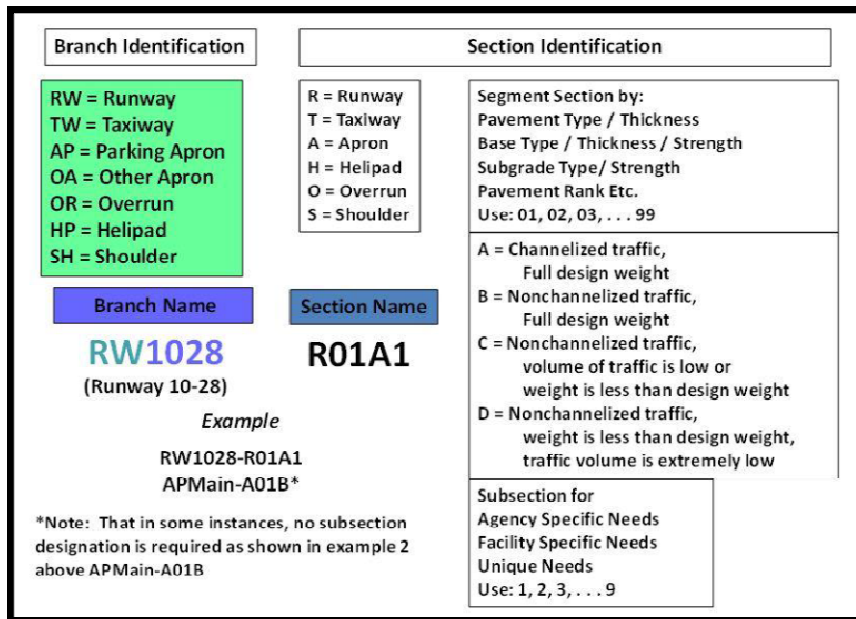 Branch Identification
Section Identification
RW = Runway
TW = Taxiway
AP = Parking Apron
OA = Other Apron
OR = Overrun
HP = Helipad
SH = Shoulder
R = Runway
T = Taxiway
A = Apron
H = Helipad
O = Overrun
S = Shoulder
Segment Section by:
Pavement Type / Thickness
Base Type / Thickness / Strength
Subgrade Type/ Strength
Pavement Rank Etc.
Use: 01, 02, 03, . . . 99
A = Channelized traffic,
Full design weight
B = Nonchannelized traffic,
Full design weight
C = Nonchannelized traffic,
volume of traffic is low or
weight is less than design weight
D = Nonchannelized traffic,
weight is less than design weight,
traffic volume is extremely low
Subsection for
Agency Specific Needs
Facility Specific Needs
Unique Needs
Use: 1, 2, 3, . . . 9
Branch Name
Section Name
RW1028
R01A1
(Runway 10-28)
Example
RW1028-R01A1
APMain-A01B*
*Note:  That in some instances, no subsection
designation is required as shown in example 2
above APMain-A01B